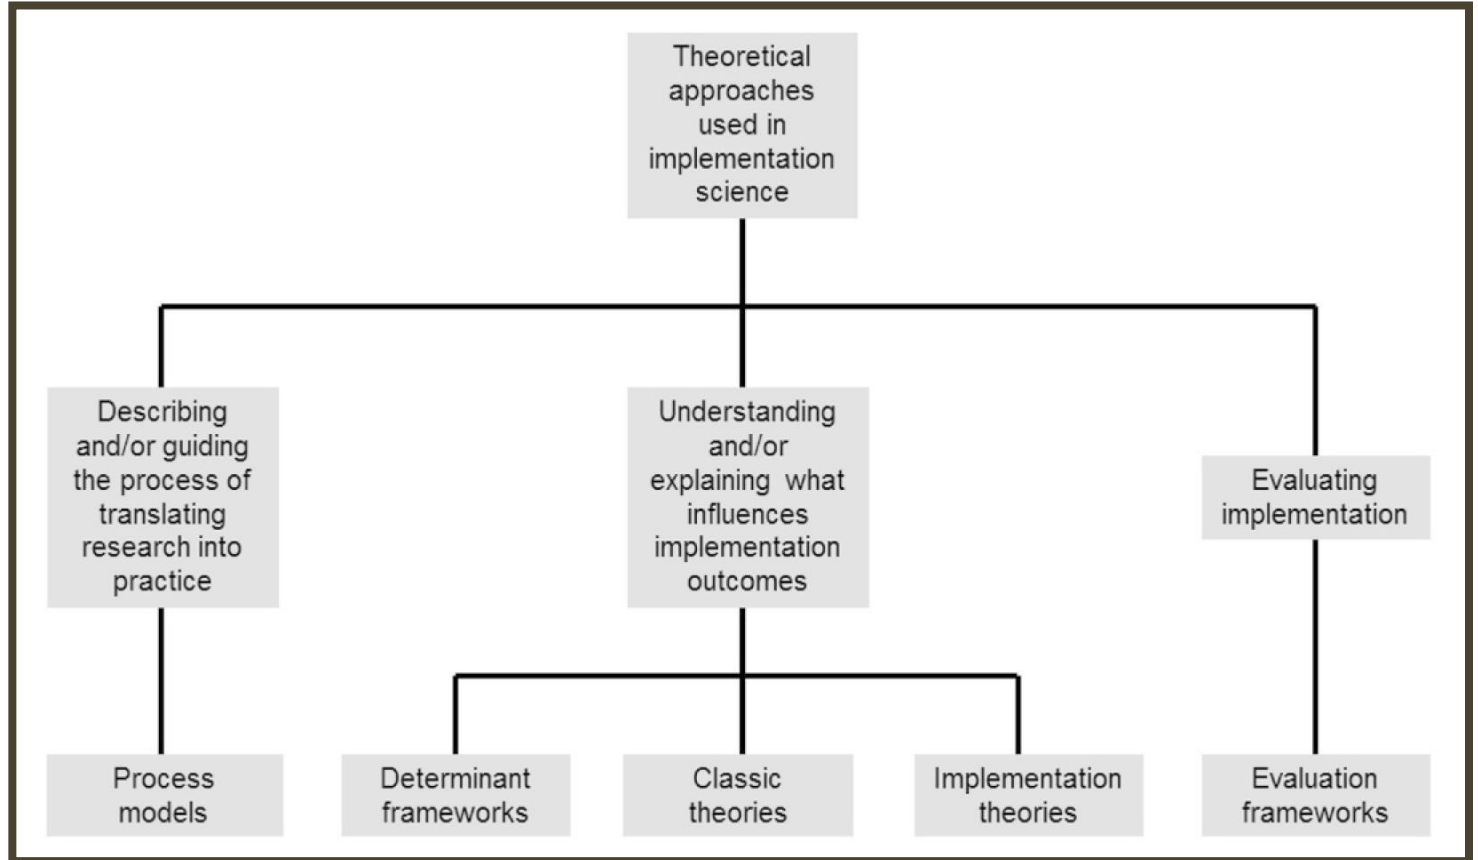 Theoretical
approaches
used in
implementation
science
Describing
and/or guiding
the process of
translating
research into
practice
Understanding
and/or
explaining what
influences
implementation
outcomes
Evaluating
implementation
Process
models
Determinant
frameworks
Classic
theories
Implementation
theories
Evaluation
frameworks